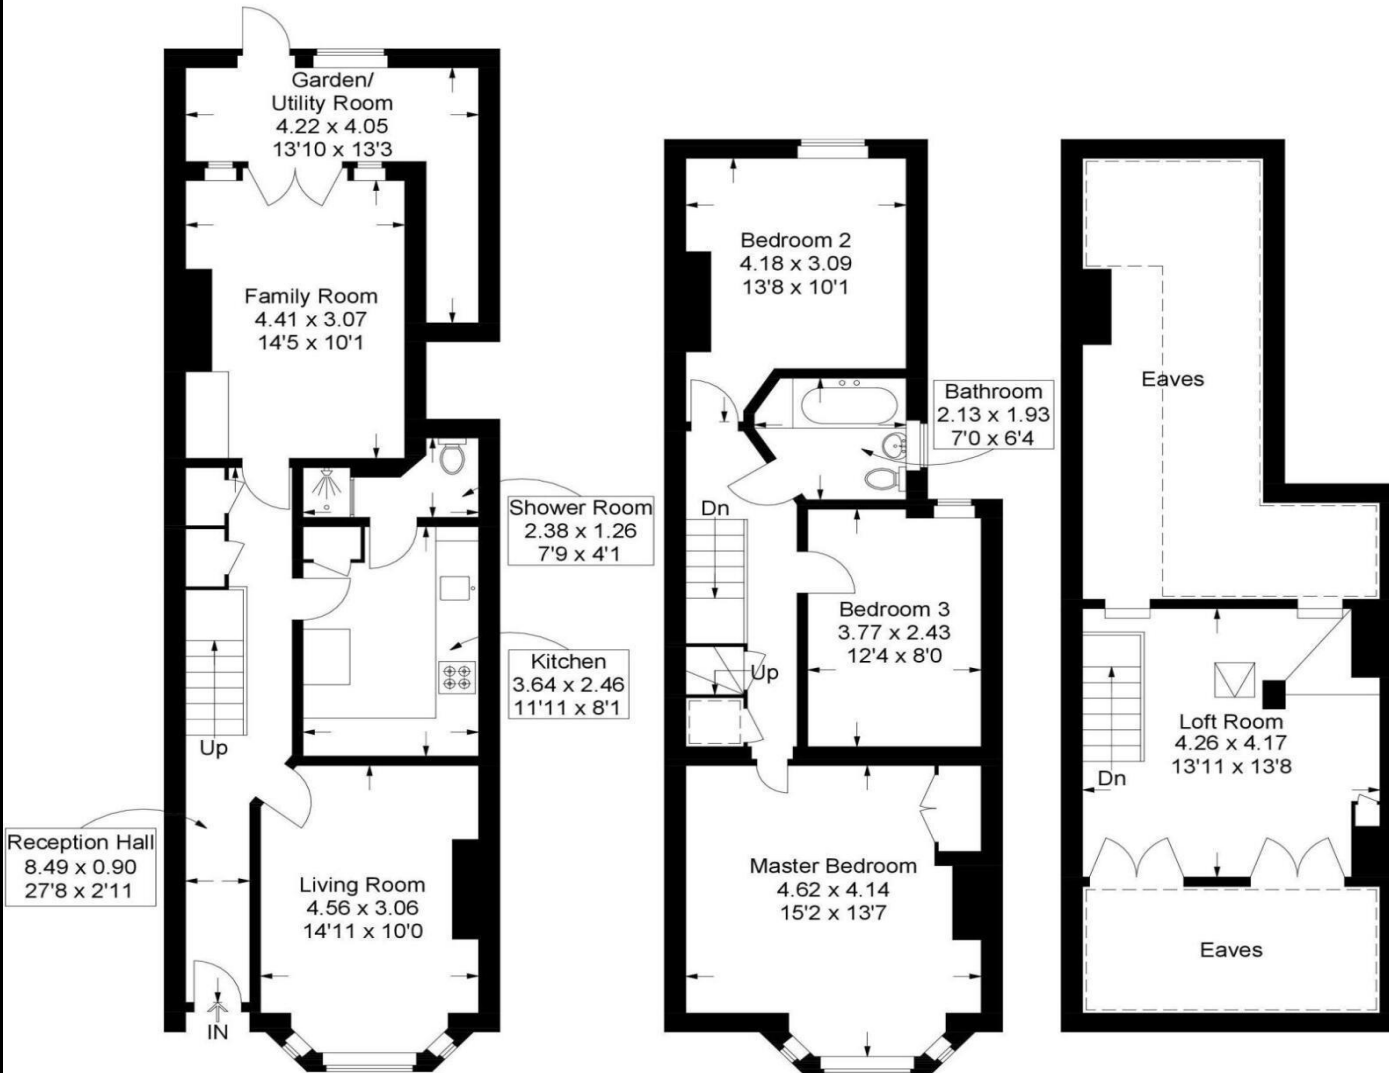 Garden/
Utility Room
4.22 x 4.05
13'10 x 13'3
Family Room
4.41 x 3.07
14'5 x 10'1
Shower Room
2.38 x 1.26
7'9 x 4'1
Kitchen
3.64 x 2.46
11'11 x 8'1
Up
Reception Hall
8.49 x 0.90
27'8 x 2'11
Living Room
4.56 x 3.06
14'11 x 10'0
IN
Bedroom 2
4.18 x 3.09
13'8 x 10'1
Bathroom
2.13 x 1.93
7'0 x 6'4
Dn
Bedroom 3
3.77 x 2.43
12'4 x 8'0
Up
Master Bedroom
4.62 x 4.14
15'2 x 13'7
Eaves
Loft Room
4.26 x 4.17
13'11 x 13'8
Dn
Eaves